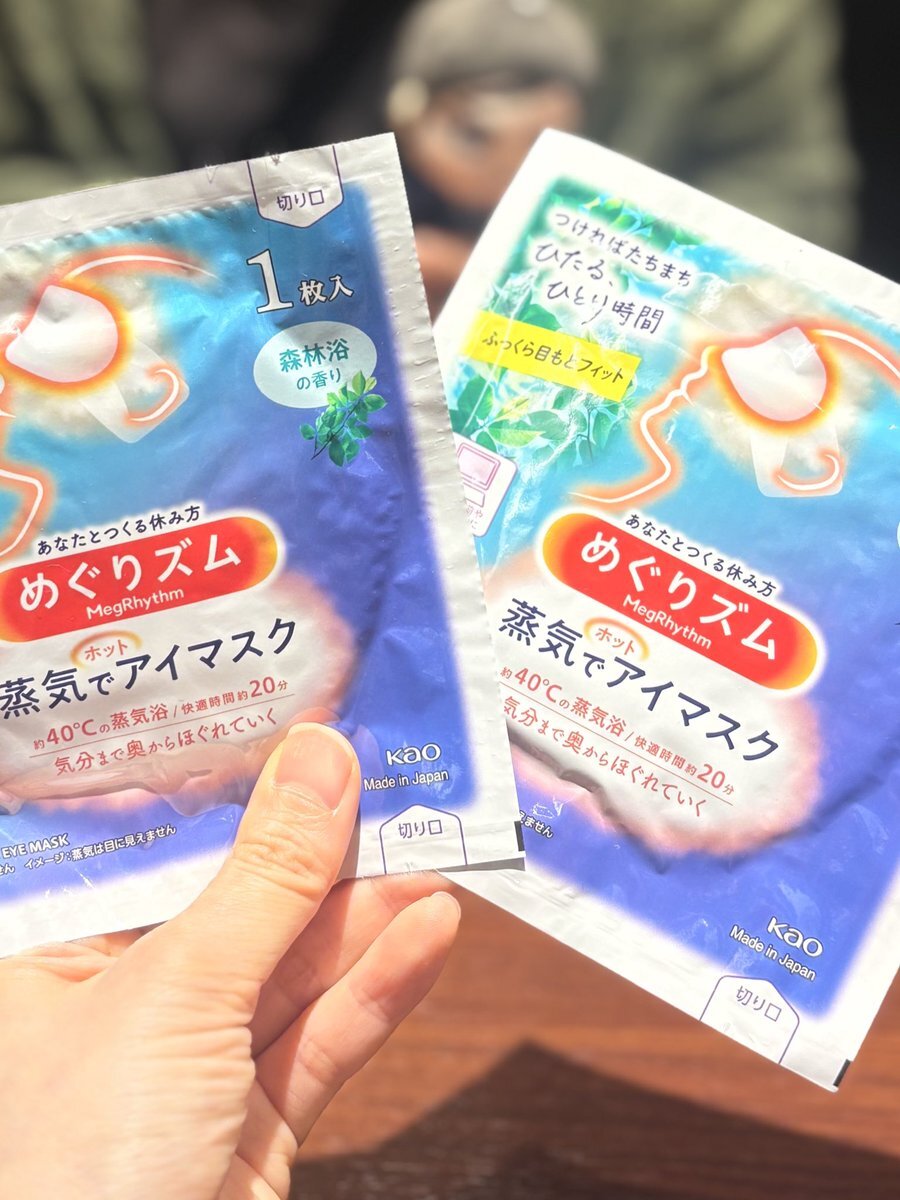 切り口
1枚入
森林浴
の香り
あなたとつくる休み方
めぐりズム
MegRhythm
蒸気でホットアイマスク
約40℃の蒸気浴/快適時間約20分
気分まで奥からほぐれていく
Kao
Made in Japan
切り口
EYE MASK
せん イメージ:蒸気は目に見えません
つければたちまち
ひたる、
ひとり時間
ふっくら目もとフィット
あなたとつくる休み方
めぐりズム
MegRhythm
蒸気でホットアイマスク
約40℃の蒸気浴/快適時間約20分
気分まで奥からほぐれていく
見えません
Kao
Made in Japan
切り口